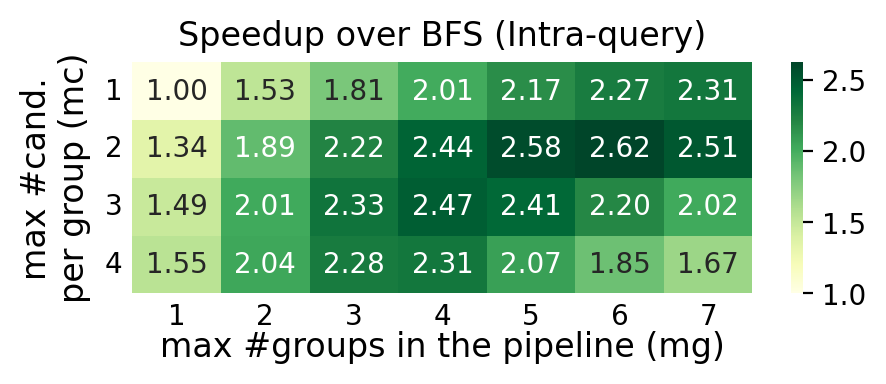 Speedup over BFS (Intra-query)
max #cand.
per group (mc)
1 1.00 1.53 1.81 2.01 2.17 2.27 2.31
2 1.34 1.89 2.22 2.44 2.58 2.62 2.51
3 1.49 2.01 2.33 2.47 2.41 2.20 2.02
4 1.55 2.04 2.28 2.31 2.07 1.85 1.67
1 2 3 4 5 6 7
max #groups in the pipeline (mg)
2.5
2.0
1.5
1.0